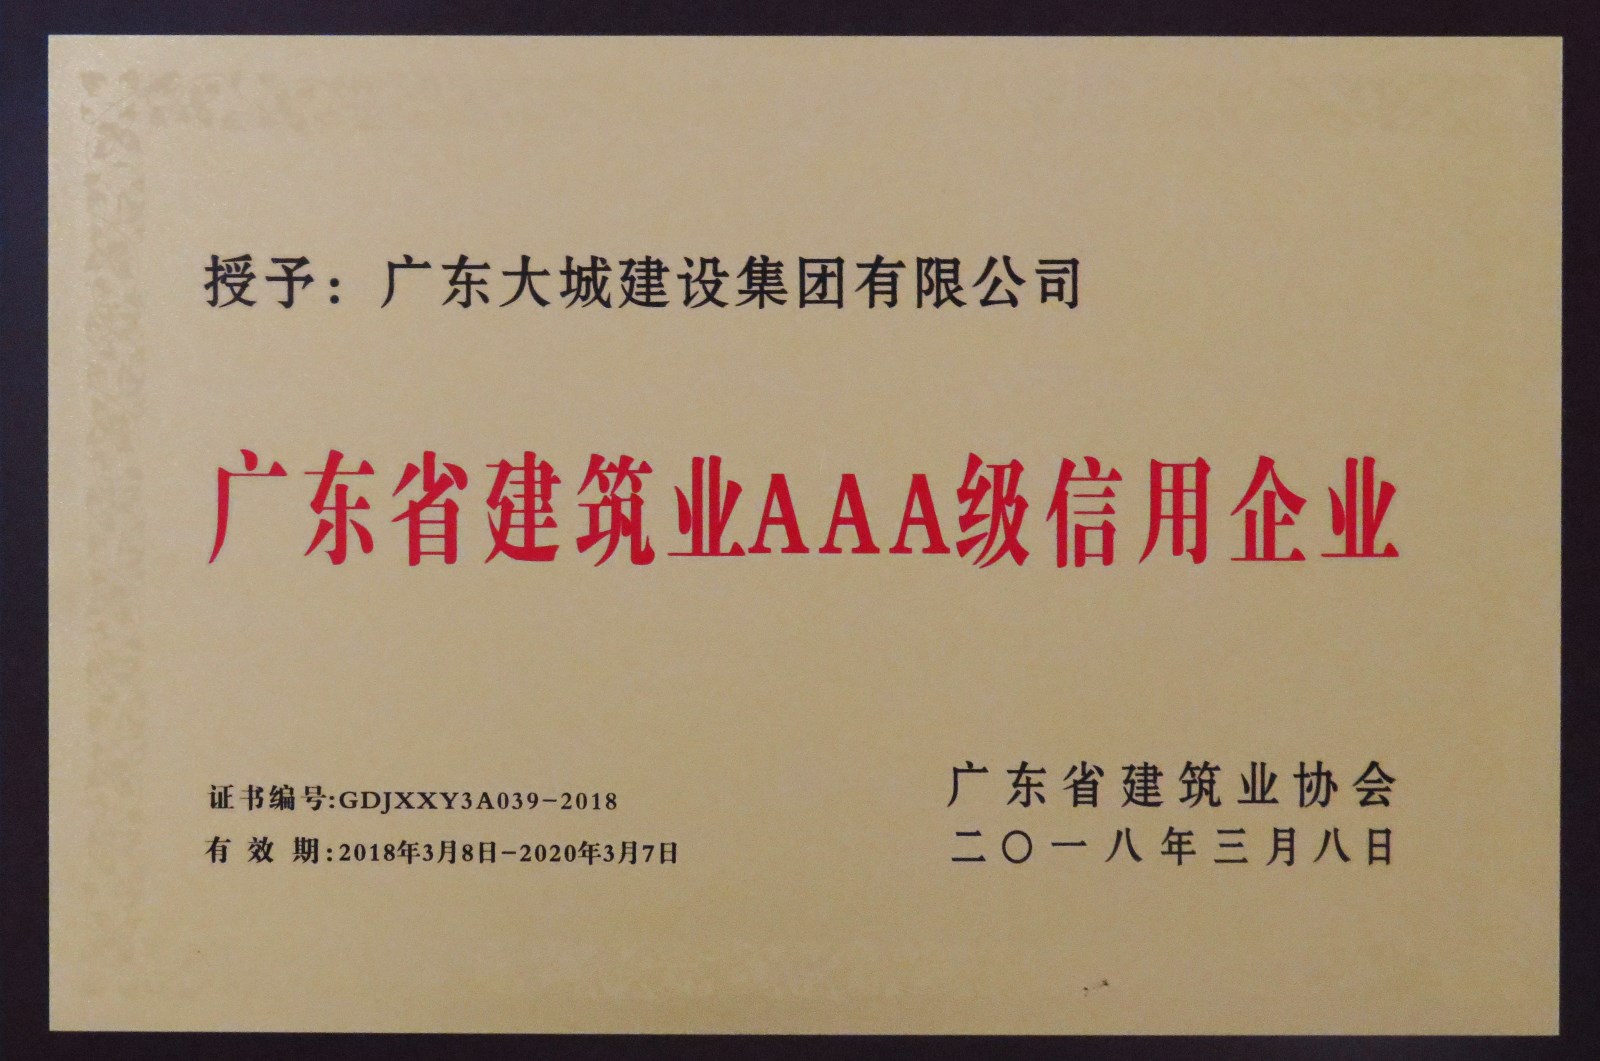 授予：广东大城建设集团有限公司
广东省建筑业AAA级信用企业
证书编号:GDJXXY3A039-2018
有效期:2018年3月8日-2020年3月7日
广东省建筑业协会
二〇一八年三月八日